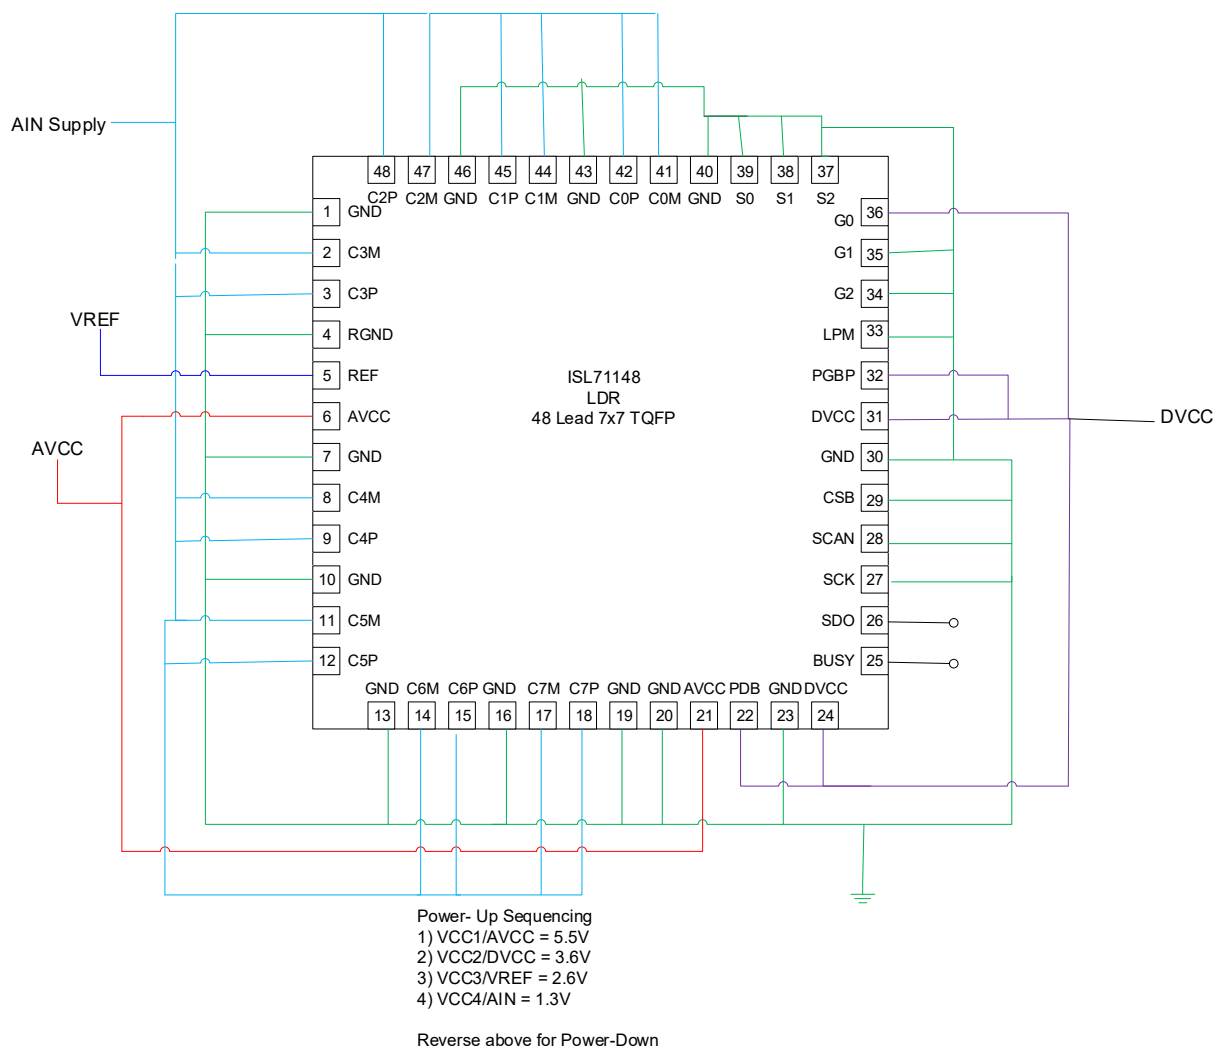 AIN Supply
48 47 46 45 44 43 42 41 40 39 38 37
C2P C2M GND C1P C1M GND C0P C0M GND S0 S1 S2
1 GND
G0 36
2 C3M
G1 35
3 C3P
G2 34
VREF
4 RGND
LPM 33
5 REF
PGBP 32
ISL71148
LDR
48 Lead 7x7 TQFP
6 AVCC
DVCC 31
DVCC
AVCC
7 GND
GND 30
8 C4M
CSB 29
9 C4P
SCAN 28
10 GND
SCK 27
11 C5M
SDO 26
12 C5P
BUSY 25
GND C6M C6P GND C7M C7P GND GND AVCC PDB GND DVCC
13 14 15 16 17 18 19 20 21 22 23 24
Power- Up Sequencing
1) VCC1/AVCC = 5.5V
2) VCC2/DVCC = 3.6V
3) VCC3/VREF = 2.6V
4) VCC4/AIN = 1.3V
Reverse above for Power-Down